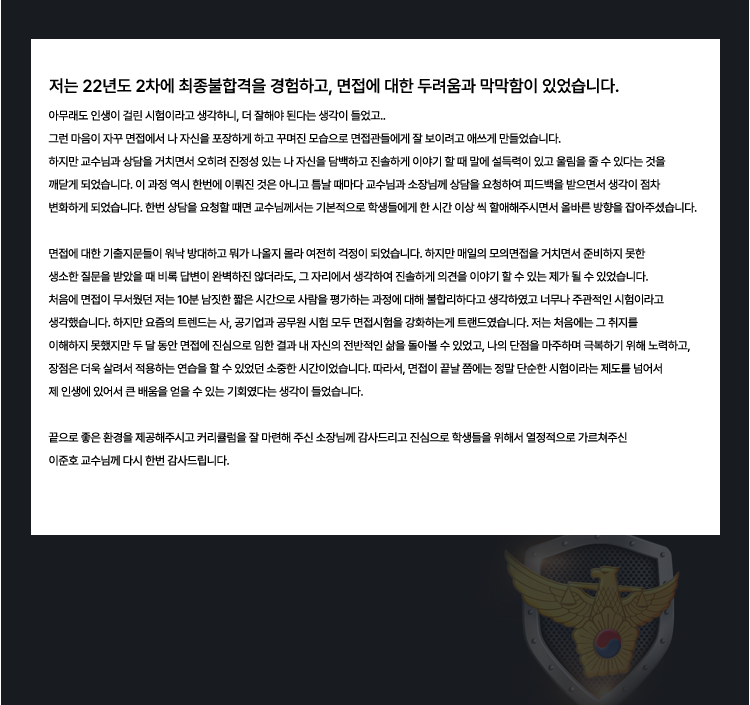 저는 22년도 2차에 최종불합격을 경험하고, 면접에 대한 두려움과 막막함이 있었습니다.
아무래도 인생이 걸린 시험이라고 생각하니, 더 잘해야 된다는 생각이 들었고..
그런 마음이 자꾸 면접에서 나 자신을 포장하게 하고 꾸며진 모습으로 면접관들에게 잘 보이려고 애쓰게 만들었습니다.
하지만 교수님과 상담을 거치면서 오히려 진정성 있는 나 자신을 담백하고 진솔하게 이야기 할 때 말에 설득력이 있고 울림을 줄 수 있다는 것을
깨닫게 되었습니다. 이 과정 역시 한번에 이뤄진 것은 아니고 틈날 때마다 교수님과 소장님께 상담을 요청하여 피드백을 받으면서 생각이 점차
변화하게 되었습니다. 한번 상담을 요청할 때면 교수님께서는 기본적으로 학생들에게 한 시간 이상 씩 할애해주시면서 올바른 방향을 잡아주셨습니다.
면접에 대한 기출지문들이 워낙 방대하고 뭐가 나올지 몰라 여전히 걱정이 되었습니다. 하지만 매일의 모의면접을 거치면서 준비하지 못한
생소한 질문을 받았을 때 비록 답변이 완벽하진 않더라도, 그 자리에서 생각하여 진솔하게 의견을 이야기 할 수 있는 제가 될 수 있었습니다.
처음에 면접이 무서웠던 저는 10분 남짓한 짧은 시간으로 사람을 평가하는 과정에 대해 불합리하다고 생각하였고 너무나 주관적인 시험이라고
생각했습니다. 하지만 요즘의 트렌드는 사, 공기업과 공무원 시험 모두 면접시험을 강화하는게 트랜드였습니다. 저는 처음에는 그 취지를
이해하지 못했지만 두 달 동안 면접에 진심으로 임한 결과 내 자신의 전반적인 삶을 돌아볼 수 있었고, 나의 단점을 마주하며 극복하기 위해 노력하고,
장점은 더욱 살려서 적용하는 연습을 할 수 있었던 소중한 시간이었습니다. 따라서, 면접이 끝날 쯤에는 정말 단순한 시험이라는 제도를 넘어서
제 인생에 있어서 큰 배움을 얻을 수 있는 기회였다는 생각이 들었습니다.
끝으로 좋은 환경을 제공해주시고 커리큘럼을 잘 마련해 주신 소장님께 감사드리고 진심으로 학생들을 위해서 열정적으로 가르쳐주신
이준호 교수님께 다시 한번 감사드립니다.